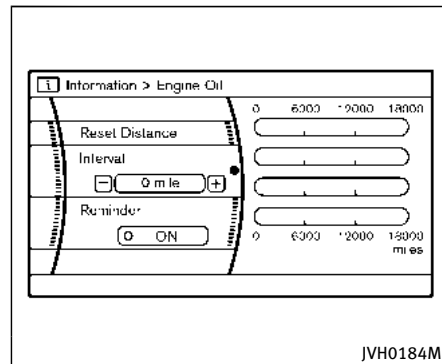 i Information > Engine Oil
0 6000 12000 18000
Reset Distance
Interval
− 0 mile +
Reminder
0 ON
0 6000 12000 18000
miles
JVH0184M